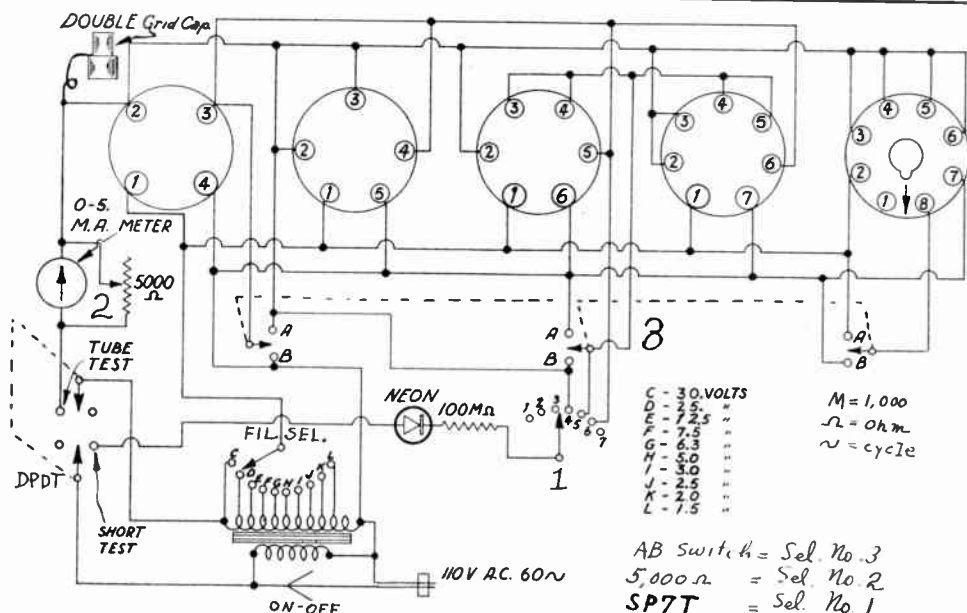 DOUBLE Grid Cap.
2
3
1
4
3
2
4
1
5
3
4
2
5
1
6
4
3
5
2
6
1
7
4
5
3
6
2
7
1
8
0-5.
M.A. METER
2
5000
Ω
TUBE
TEST
DPDT
SHORT
TEST
A
B
A
B
3
A
B
NEON
100MΩ
FIL. SEL.
C
D
E
F
G
H
I
J
K
L
1
2
3
4
5
6
7
1
110V A.C. 60~
ON-OFF
C - 30. VOLTS
D - 25. "
E - 12,5 "
F - 7.5 "
G - 6.3 "
H - 5.0 "
I - 3.0 "
J - 2.5 "
K - 2.0 "
L - 1.5 "
M = 1,000
Ω = Ohm
~ = cycle
AB Switch = Sel. No. 3
5,000 Ω = Sel. No. 2
SP7T = Sel. No. 1